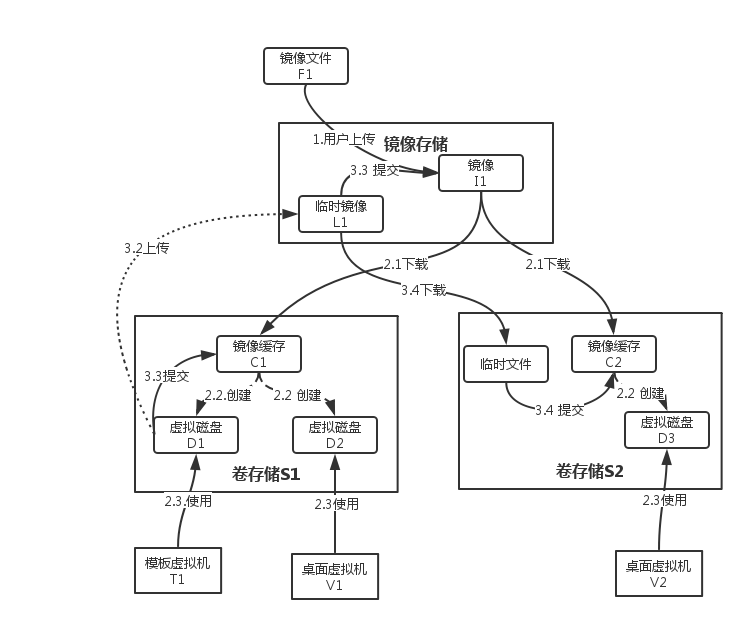 镜像文件
F1
1.用户上传
镜像存储
3.3 提交
镜像
I1
临时镜像
L1
3.2上传
2.1下载
2.1下载
3.4下载
镜像缓存
C1
临时文件
镜像缓存
C2
3.3提交
2.2.创建
2.2 创建
2.2 创建
3.4 提交
虚拟磁盘
D1
虚拟磁盘
D2
虚拟磁盘
D3
卷存储S1
卷存储S2
2.3.使用
2.3使用
2.3使用
模板虚拟机
T1
桌面虚拟机
V1
桌面虚拟机
V2